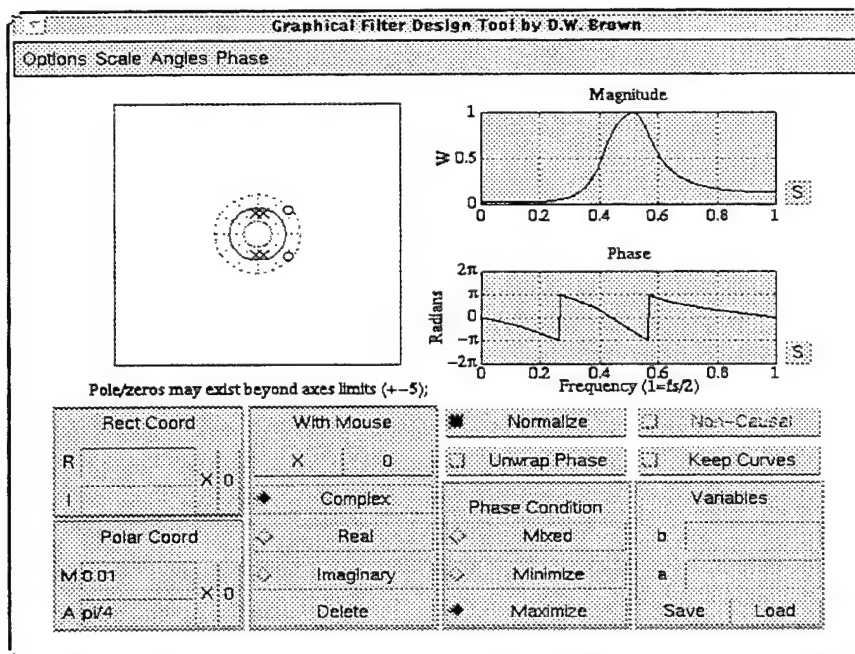 Graphical Filter Design Tool by D.W. Brown
Options Scale Angles Phase
Magnitude
W
1
0.5
0
0 0.2 0.4 0.6 0.8 1
S
Phase
Radians
2π
π
0
-π
-2π
0 0.2 0.4 0.6 0.8 1
Frequency (1=fs/2)
S
Pole/zeros may exist beyond axes limits (+-5);
Rect Coord
R
I
X 0
Polar Coord
M 0.01
A pi/4
X 0
With Mouse
X 0
Complex
Real
Imaginary
Delete
Normalize
Non-Causal
Unwrap Phase
Keep Curves
Phase Condition
Mixed
Minimize
Maximize
Variables
b
a
Save Load